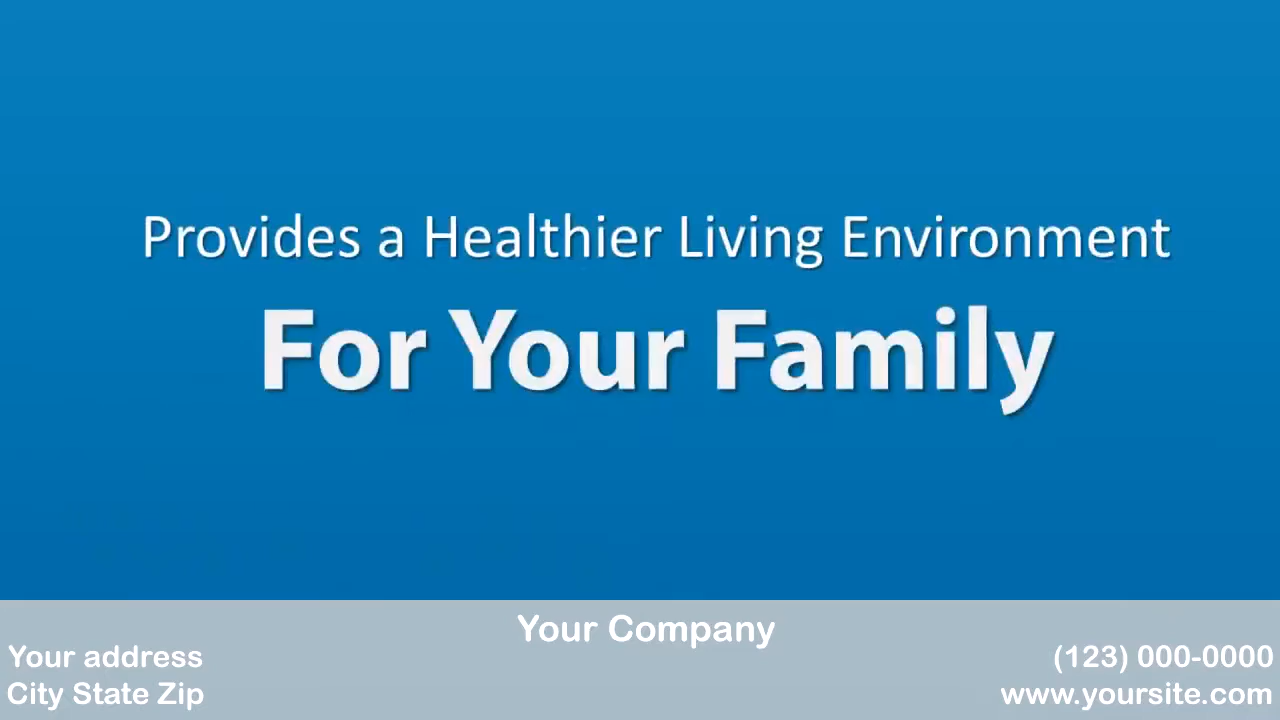 Provides a Healthier Living Environment
For Your Family
Your Company
Your address
(123) 000-0000
City State Zip
www.yoursite.com